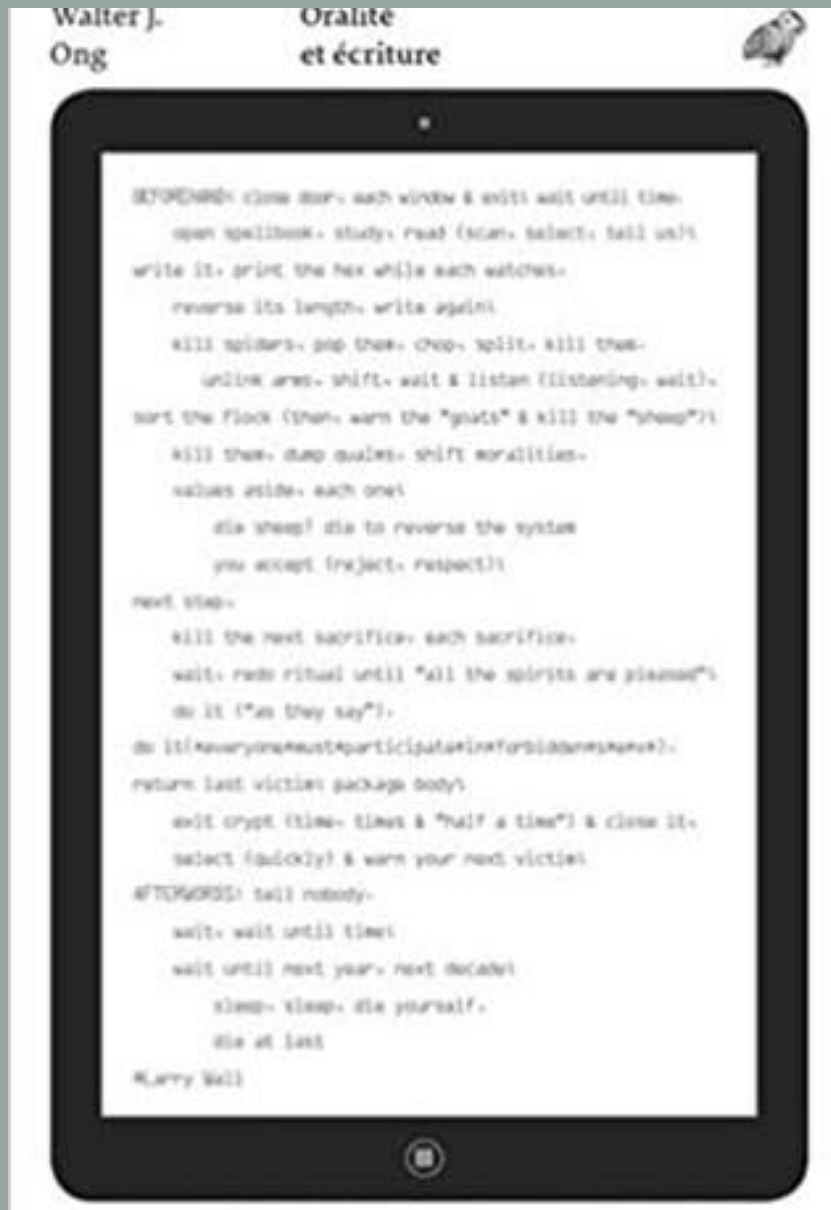 Walter J.
Ong
Oralité
et écriture
BEFOREHAND: close door, each window & exit; wait until time.
open spellbook, study, read (scan, select, tell us);
write it, print the hex while each watches,
reverse its length, write again;
kill spiders, pop them, chop, split, kill them.
unlink arms, shift, wait & listen (listening, wait),
sort the flock (then, warn the "goats" & kill the "sheep");
kill them, dump qualms, shift moralities,
values aside, each one;
die sheep! die to reverse the system
you accept (reject, respect);
next step,
kill the next sacrifice, each sacrifice,
wait, redo ritual until "all the spirits are pleased";
do it ("as they say").
do it(*everyone*must*participate*in*forbidden*s*e*x*).
return last victim; package body;
exit crypt (time, times & "half a time") & close it,
select (quickly) & warn your next victim;
AFTERWORDS: tell nobody.
wait, wait until time;
wait until next year, next decade;
sleep, sleep, die yourself,
die at last
#Larry Wall